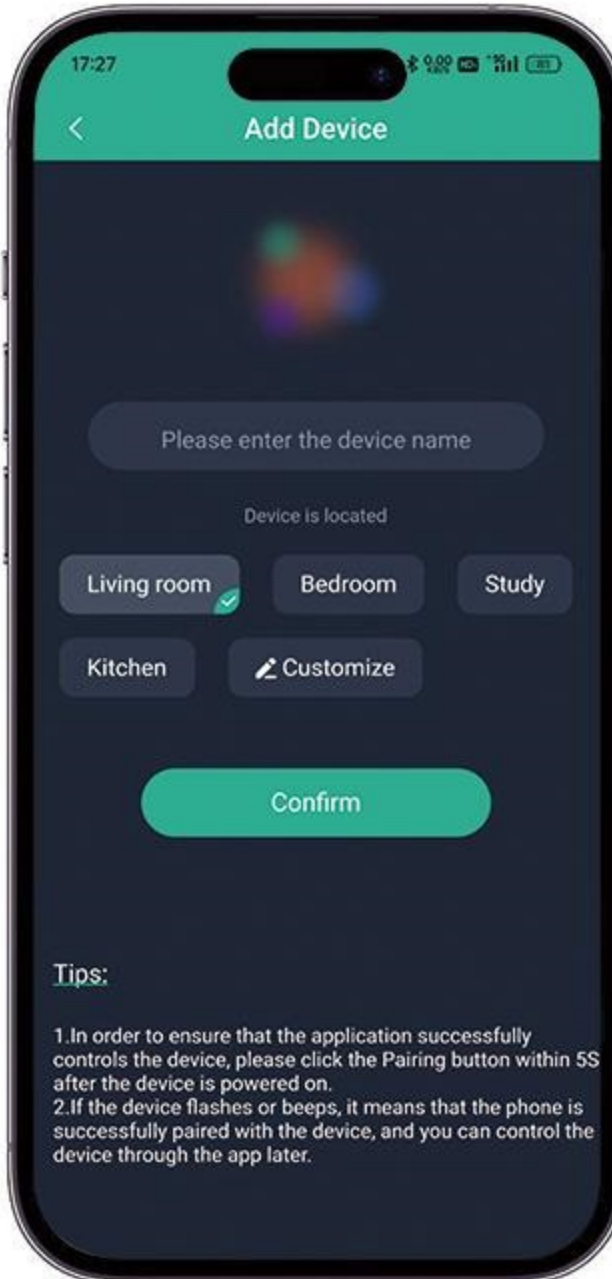 17:27
Add Device
Please enter the device name
Device is located
Living room
Bedroom
Study
Kitchen
Customize
Confirm
Tips:
1.In order to ensure that the application successfully
controls the device, please click the Pairing button within 5S
after the device is powered on.
2.If the device flashes or beeps, it means that the phone is
successfully paired with the device, and you can control the
device through the app later.